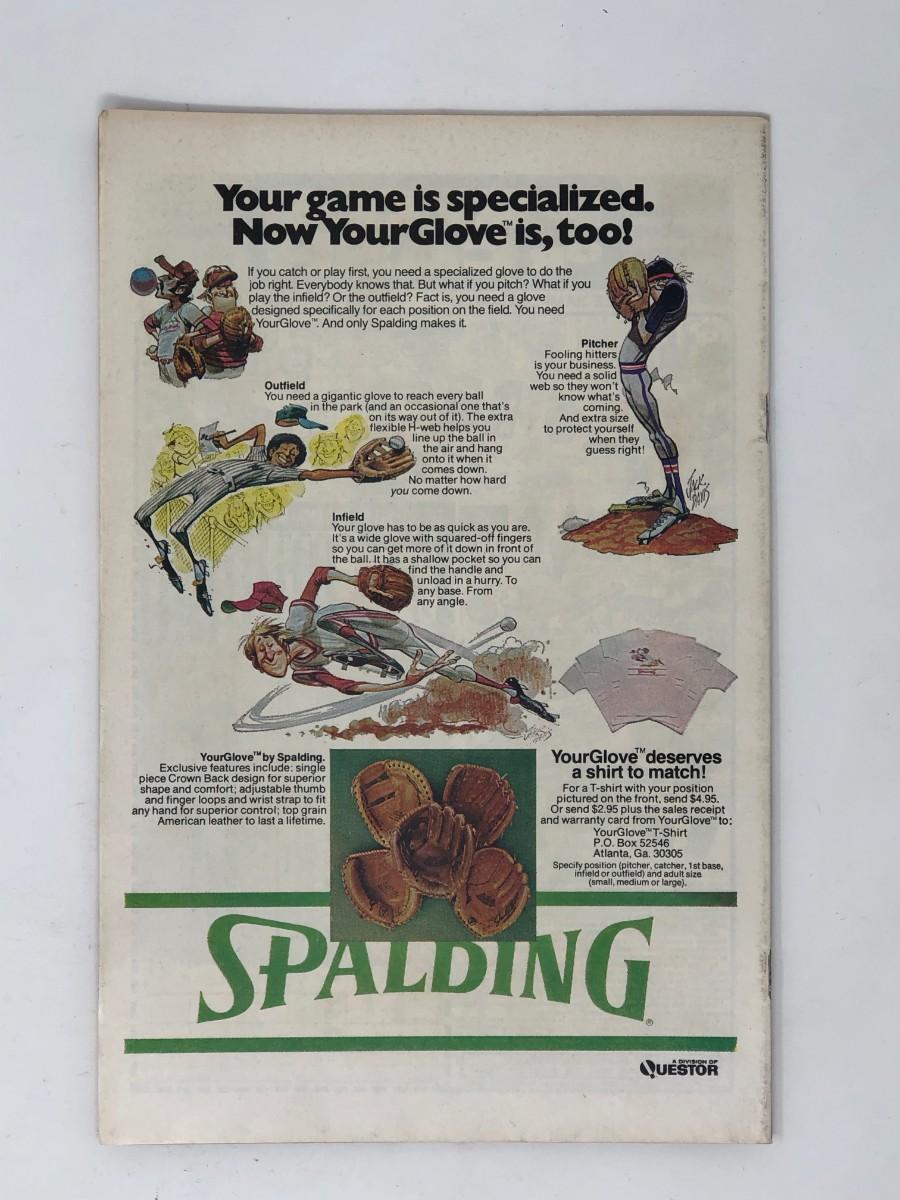 Your game is specialized.
Now YourGlove™ is, too!
If you catch or play first, you need a specialized glove to do the
job right. Everybody knows that. But what if you pitch? What if you
play the infield? Or the outfield? Fact is, you need a glove
designed specifically for each position on the field. You need
YourGlove™. And only Spalding makes it.
Pitcher
Fooling hitters
is your business.
You need a solid
web so they won't
know what's
coming.
And extra size
to protect yourself
when they
guess right!
Outfield
You need a gigantic glove to reach every ball
in the park (and an occasional one that's
on its way out of it). The extra
flexible H-web helps you
line up the ball in
the air and hang
onto it when it
comes down.
No matter how hard
you come down.
JACK
DAVIS
Infield
Your glove has to be as quick as you are.
It's a wide glove with squared-off fingers
so you can get more of it down in front of
the ball. It has a shallow pocket so you can
find the handle and
unload in a hurry. To
any base. From
any angle.
YourGlove™ by Spalding.
Exclusive features include: single
piece Crown Back design for superior
shape and comfort; adjustable thumb
and finger loops and wrist strap to fit
any hand for superior control; top grain
American leather to last a lifetime.
YourGlove™ deserves
a shirt to match!
For a T-shirt with your position
pictured on the front, send $4.95.
Or send $2.95 plus the sales receipt
and warranty card from YourGlove™ to:
YourGlove™ T-Shirt
P.O. Box 52546
Atlanta, Ga. 30305
Specify position (pitcher, catcher, 1st base,
infield or outfield) and adult size
(small, medium or large).
SPALDING®
A DIVISION OF
QUESTOR